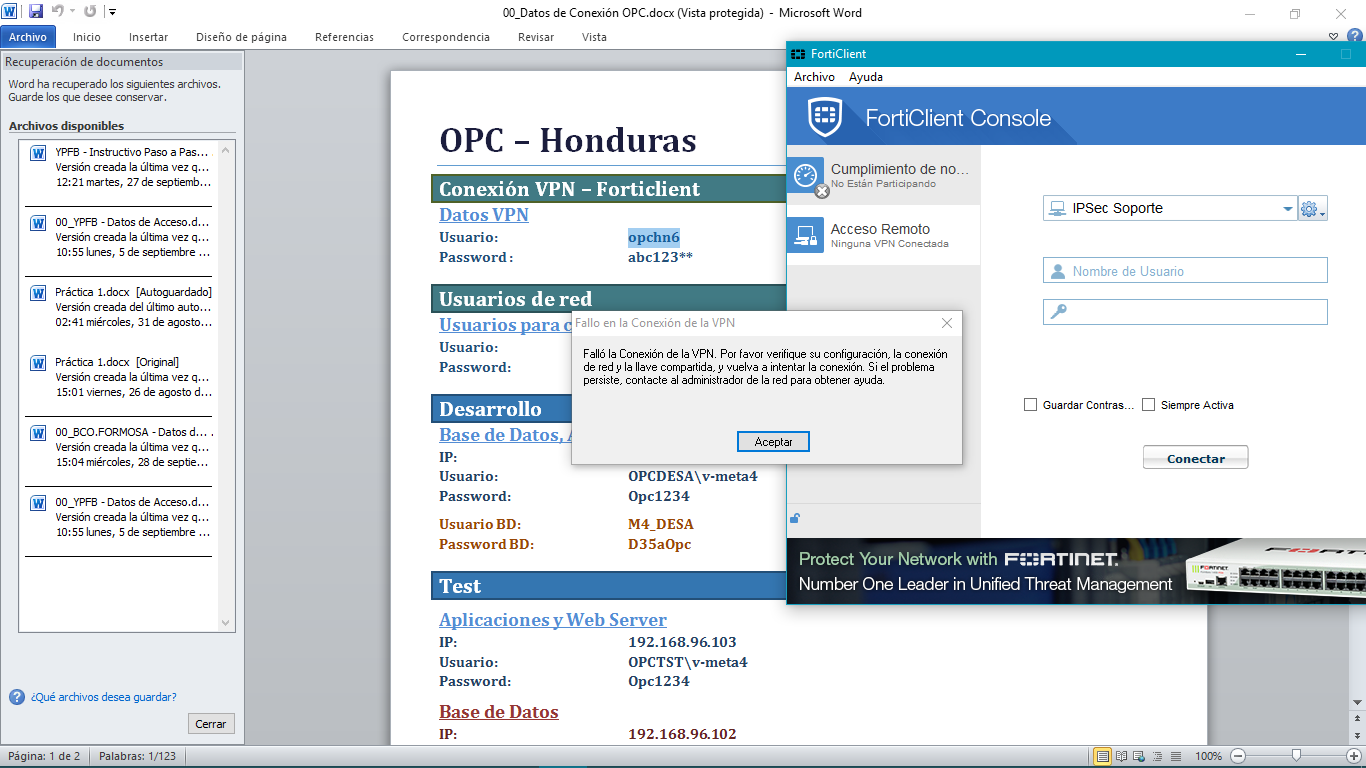 00_Datos de Conexión OPC.docx (Vista protegida) - Microsoft Word
Archivo Inicio Insertar Diseño de página Referencias Correspondencia Revisar Vista
Recuperación de documentos
Word ha recuperado los siguientes archivos.
Guarde los que desee conservar.
Archivos disponibles
YPFB - Instructivo Paso a Pas...
Versión creada la última vez q...
12:21 martes, 27 de septiemb...
00_YPFB - Datos de Acceso.d...
Versión creada la última vez q...
10:55 lunes, 5 de septiembre ...
Práctica 1.docx [Autoguardado]
Versión creada del último auto...
02:41 miércoles, 31 de agosto...
Práctica 1.docx [Original]
Versión creada la última vez q...
15:01 viernes, 26 de agosto d...
00_BCO.FORMOSA - Datos d...
Versión creada la última vez q...
15:04 miércoles, 28 de septie...
00_YPFB - Datos de Acceso.d...
Versión creada la última vez q...
10:55 lunes, 5 de septiembre ...
¿Qué archivos desea guardar?
Cerrar
OPC – Honduras
Conexión VPN – Forticlient
Datos VPN
Usuario: opchn6
Password : abc123**
Usuarios de red
Usuarios para c
Usuario:
Password:
Desarrollo
Base de Datos, A
IP:
Usuario: OPCDESA\v-meta4
Password: Opc1234
Usuario BD: M4_DESA
Password BD: D35aOpc
Test
Aplicaciones y Web Server
IP: 192.168.96.103
Usuario: OPCTST\v-meta4
Password: Opc1234
Base de Datos
IP: 192.168.96.102
FortiClient
Archivo Ayuda
FortiClient Console
Cumplimiento de no...
No Están Participando
Acceso Remoto
Ninguna VPN Conectada
IPSec Soporte
Nombre de Usuario
Guardar Contras... Siempre Activa
Conectar
Protect Your Network with FORTINET.
Number One Leader in Unified Threat Management
Fallo en la Conexión de la VPN
Falló la Conexión de la VPN. Por favor verifique su configuración, la conexión
de red y la llave compartida, y vuelva a intentar la conexión. Si el problema
persiste, contacte al administrador de la red para obtener ayuda.
Aceptar
Página: 1 de 2 Palabras: 1/123 100%